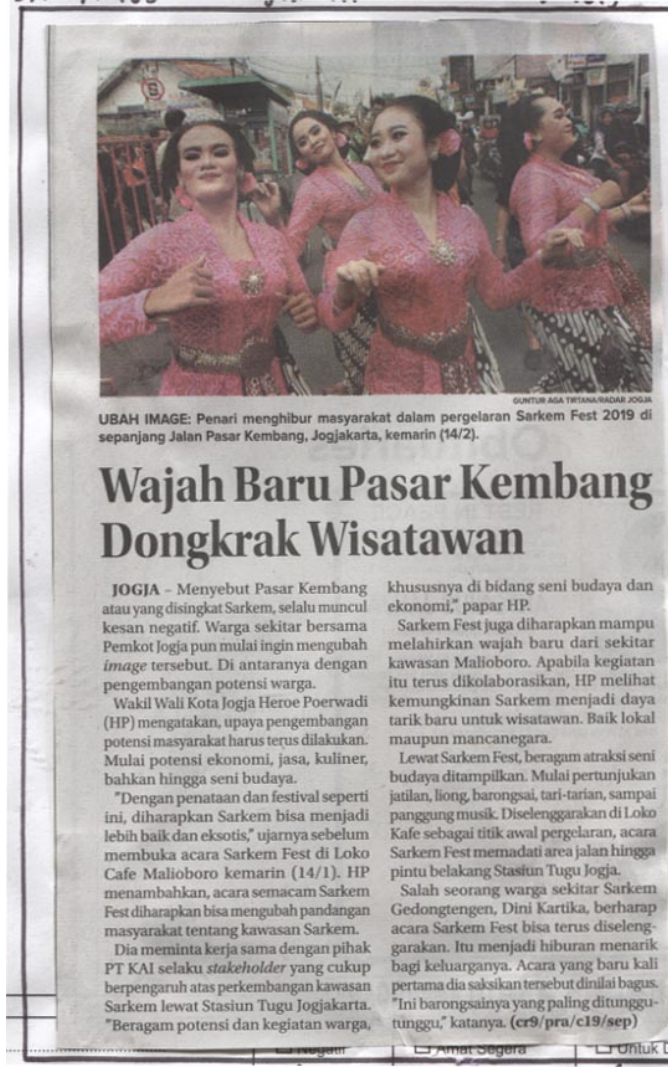 GUNTUR AGA TIRTANA/RADAR JOGJA
UBAH IMAGE: Penari menghibur masyarakat dalam pergelaran Sarkem Fest 2019 di
sepanjang Jalan Pasar Kembang, Jogjakarta, kemarin (14/2).
Wajah Baru Pasar Kembang
Dongkrak Wisatawan
JOGJA – Menyebut Pasar Kembang
atau yang disingkat Sarkem, selalu muncul
kesan negatif. Warga sekitar bersama
Pemkot Jogja pun mulai ingin mengubah
image tersebut. Di antaranya dengan
pengembangan potensi warga.
Wakil Wali Kota Jogja Heroe Poerwadi
(HP) mengatakan, upaya pengembangan
potensi masyarakat harus terus dilakukan.
Mulai potensi ekonomi, jasa, kuliner,
bahkan hingga seni budaya.
"Dengan penataan dan festival seperti
ini, diharapkan Sarkem bisa menjadi
lebih baik dan eksotis," ujarnya sebelum
membuka acara Sarkem Fest di Loko
Cafe Malioboro kemarin (14/1). HP
menambahkan, acara semacam Sarkem
Fest diharapkan bisa mengubah pandangan
masyarakat tentang kawasan Sarkem.
Dia meminta kerja sama dengan pihak
PT KAI selaku stakeholder yang cukup
berpengaruh atas perkembangan kawasan
Sarkem lewat Stasiun Tugu Jogjakarta.
"Beragam potensi dan kegiatan warga,
khususnya di bidang seni budaya dan
ekonomi," papar HP.
Sarkem Fest juga diharapkan mampu
melahirkan wajah baru dari sekitar
kawasan Malioboro. Apabila kegiatan
itu terus dikolaborasikan, HP melihat
kemungkinan Sarkem menjadi daya
tarik baru untuk wisatawan. Baik lokal
maupun mancanegara.
Lewat Sarkem Fest, beragam atraksi seni
budaya ditampilkan. Mulai pertunjukan
jatilan, liong, barongsai, tari-tarian, sampai
panggung musik. Diselenggarakan di Loko
Kafe sebagai titik awal pergelaran, acara
Sarkem Fest memadati area jalan hingga
pintu belakang Stasiun Tugu Jogja.
Salah seorang warga sekitar Sarkem
Gedongtengen, Dini Kartika, berharap
acara Sarkem Fest bisa terus diseleng-
garakan. Itu menjadi hiburan menarik
bagi keluarganya. Acara yang baru kali
pertama dia saksikan tersebut dinilai bagus.
"Ini barongsainya yang paling ditunggu-
tunggu," katanya. (cr9/pra/c19/sep)
Negatif
Amat Segera
Untuk